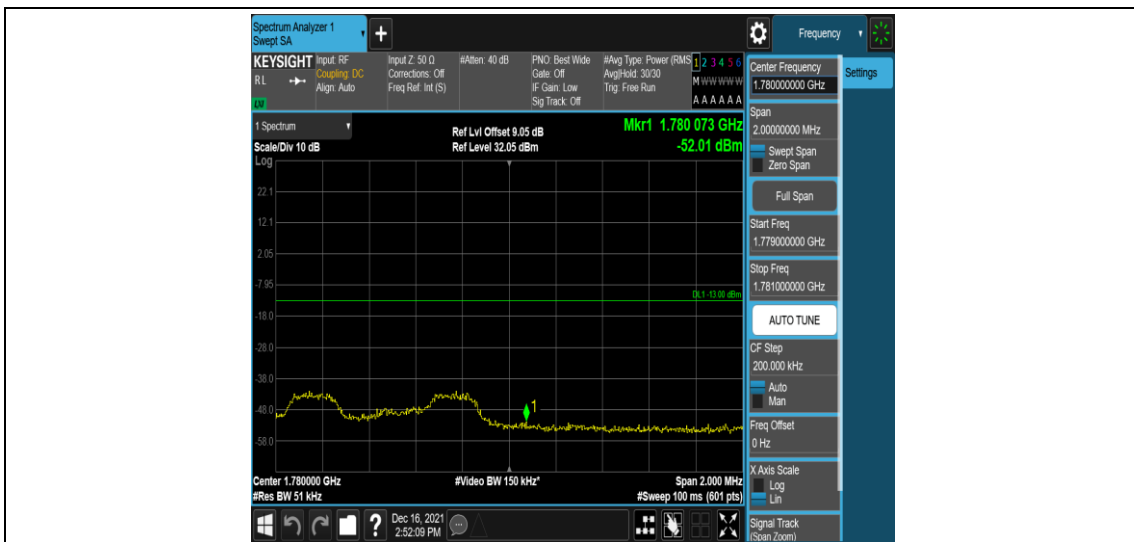 Spectrum Analyzer 1
Swept SA
+
Frequency
KEYSIGHT
RL
Input: RF
Coupling: DC
Align: Auto
Input Z: 50 Ω
Corrections: Off
Freq Ref: Int (S)
#Atten: 40 dB
PNO: Best Wide
Gate: Off
IF Gain: Low
Sig Track: Off
#Avg Type: Power (RMS
Avg|Hold: 30/30
Trig: Free Run
1 2 3 4 5 6
M W W W W W
A A A A A A
1 Spectrum
Scale/Div 10 dB
Ref Lvl Offset 9.05 dB
Ref Level 32.05 dBm
Mkr1 1.780 073 GHz
-52.01 dBm
Log
22.1
12.1
2.05
-7.95
DL1 -13.00 dBm
-18.0
-28.0
-38.0
-48.0
1
-58.0
Center 1.780000 GHz
#Video BW 150 kHz*
Span 2.000 MHz
#Res BW 51 kHz
#Sweep 100 ms (601 pts)
?
Dec 16, 2021
2:52:09 PM
Center Frequency
1.780000000 GHz
Settings
Span
2.00000000 MHz
Swept Span
Zero Span
Full Span
Start Freq
1.779000000 GHz
Stop Freq
1.781000000 GHz
AUTO TUNE
CF Step
200.000 kHz
Auto
Man
Freq Offset
0 Hz
X Axis Scale
Log
Lin
Signal Track
(Span Zoom)